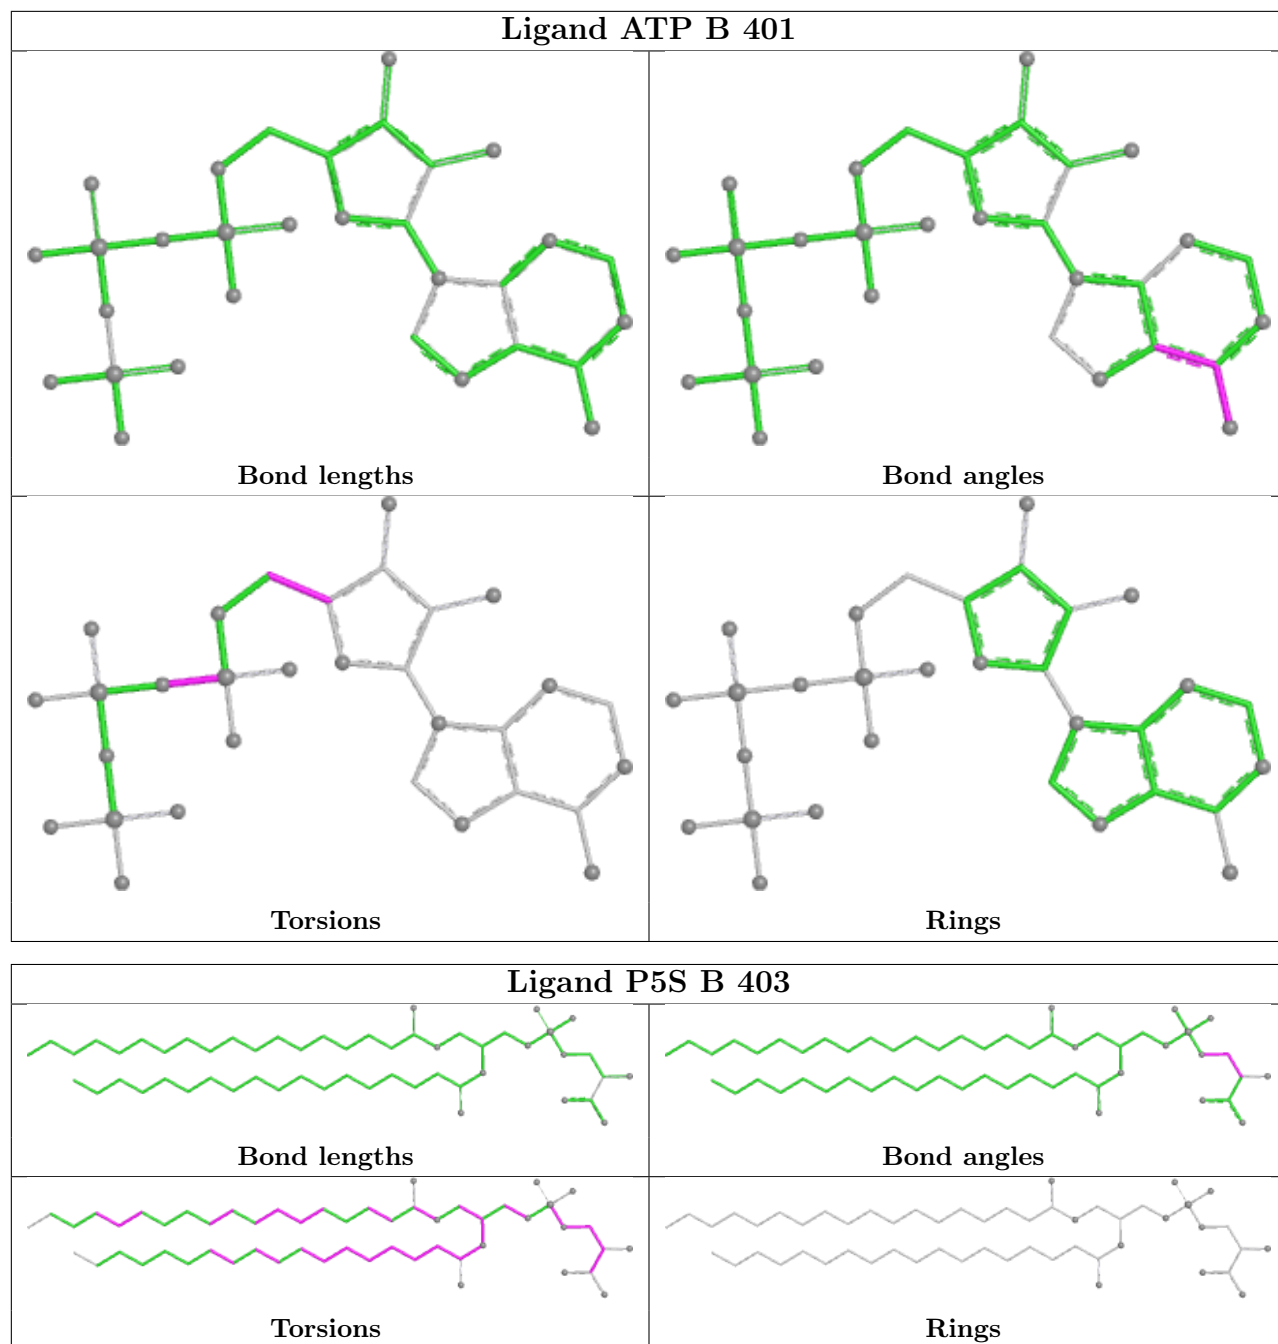 Ligand ATP B 401
Bond lengths
Bond angles
Torsions
Rings
Ligand P5S B 403
Bond lengths
Bond angles
Torsions
Rings